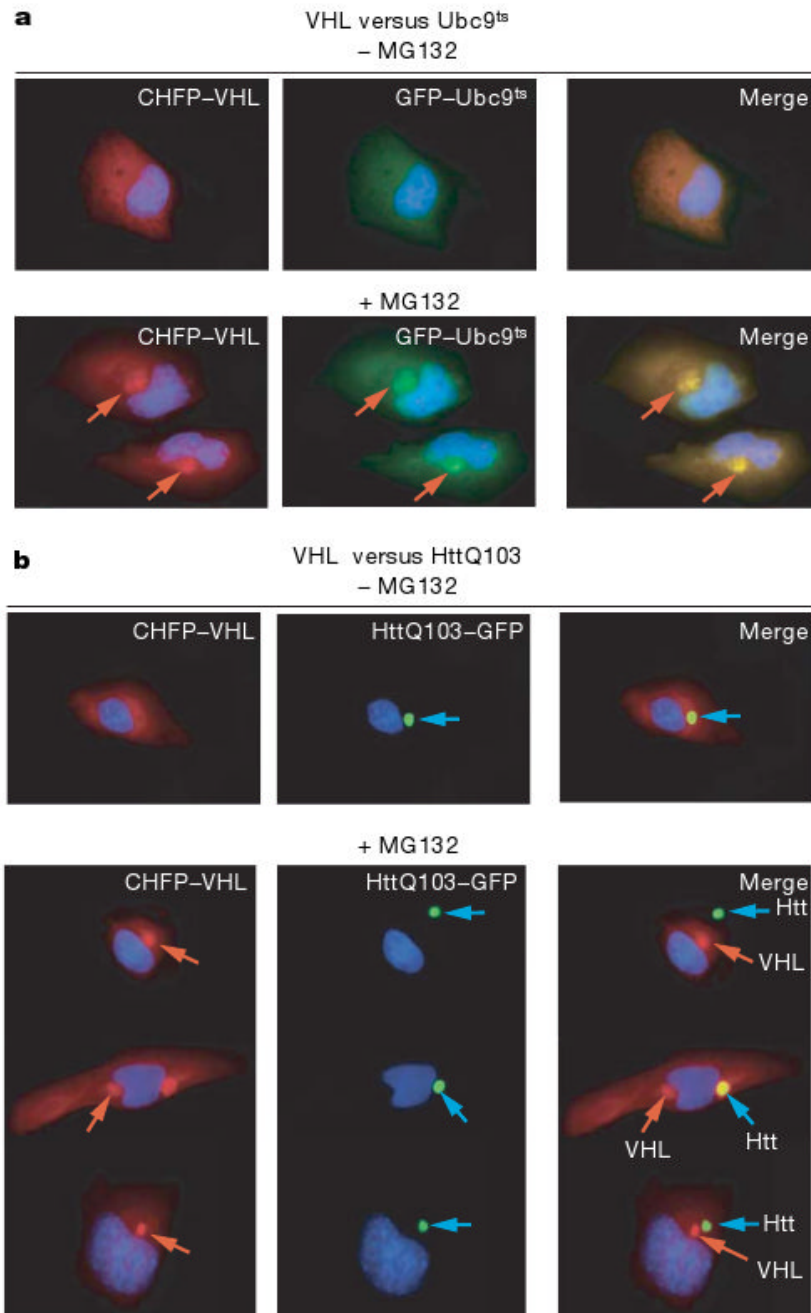 a
VHL versus Ubc9ts
– MG132
CHFP–VHL
GFP–Ubc9ts
Merge
+ MG132
CHFP–VHL
GFP–Ubc9ts
Merge
b
VHL versus HttQ103
– MG132
CHFP–VHL
HttQ103–GFP
Merge
+ MG132
CHFP–VHL
HttQ103–GFP
Merge
Htt
VHL
VHL
Htt
Htt
VHL